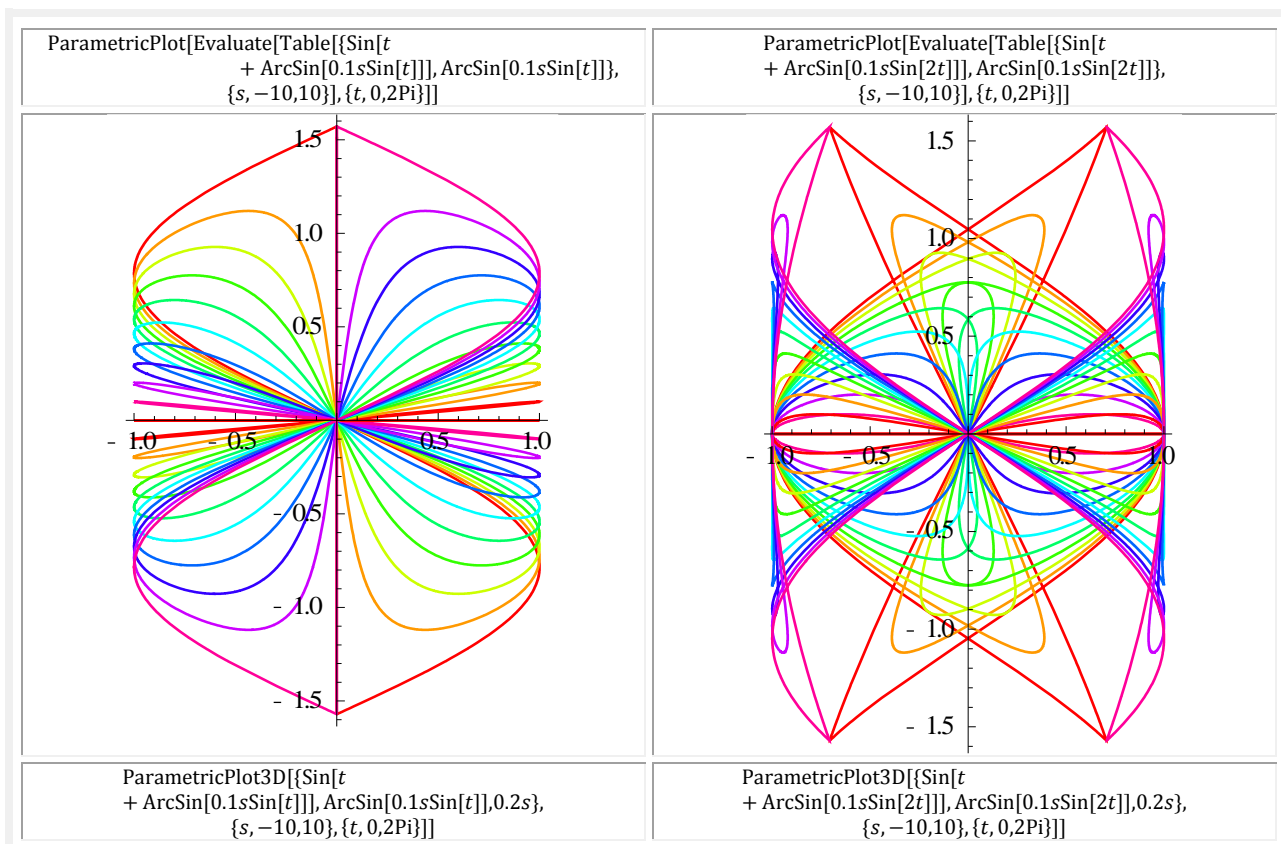 ParametricPlot[Evaluate[Table[{Sin[t
+ ArcSin[0.1sSin[t]]], ArcSin[0.1sSin[t]]},
{s, −10,10}], {t, 0,2Pi}]]
ParametricPlot[Evaluate[Table[{Sin[t
+ ArcSin[0.1sSin[2t]]], ArcSin[0.1sSin[2t]]},
{s, −10,10}], {t, 0,2Pi}]]
1.5
1.0
0.5
- 1.0 - 0.5 0.5 1.0
- 0.5
- 1.0
- 1.5
1.5
1.0
0.5
- 1.0 - 0.5 0.5 1.0
- 0.5
- 1.0
- 1.5
ParametricPlot3D[{Sin[t
+ ArcSin[0.1sSin[t]]], ArcSin[0.1sSin[t]],0.2s},
{s, −10,10}, {t, 0,2Pi}]]
ParametricPlot3D[{Sin[t
+ ArcSin[0.1sSin[2t]]], ArcSin[0.1sSin[2t]],0.2s},
{s, −10,10}, {t, 0,2Pi}]]